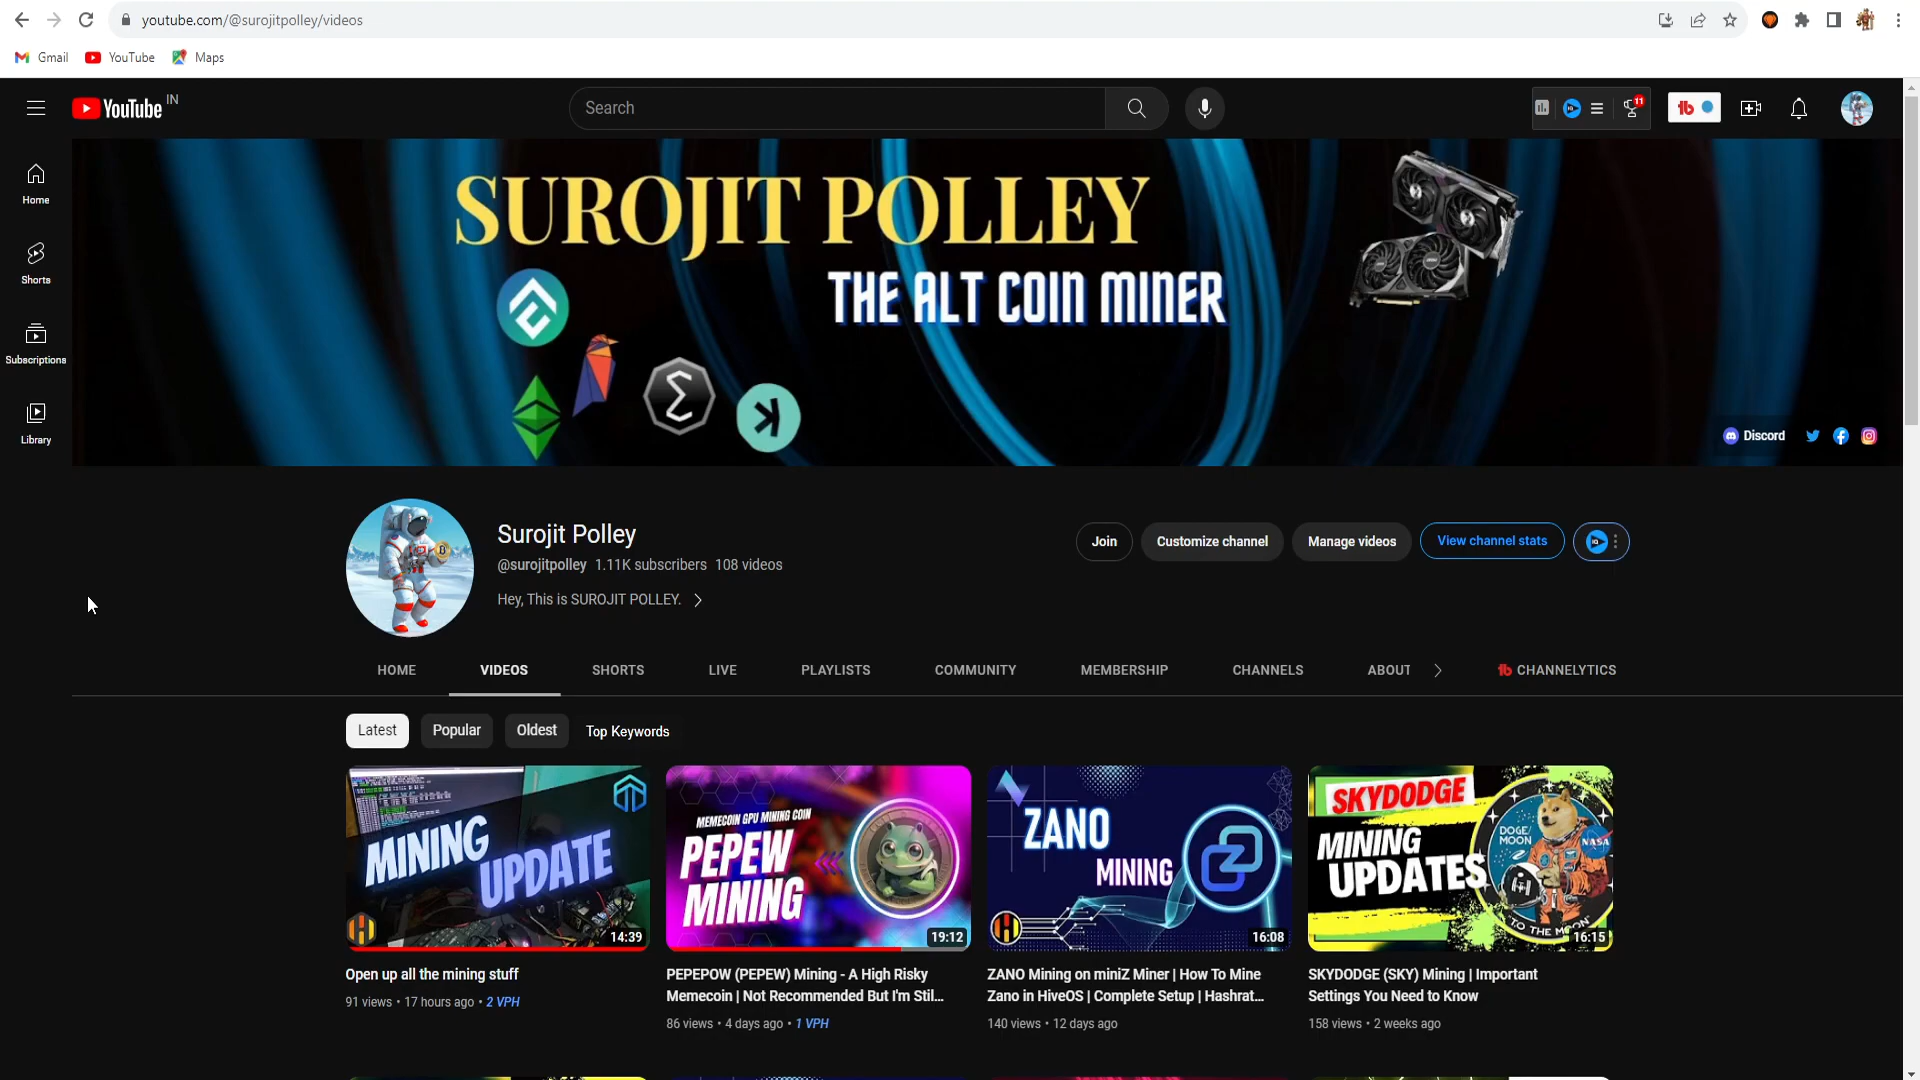 youtube.com/@surojitpolley/videos
Gmail
YouTube
Maps
YouTube IN
Search
11
Home
Shorts
Subscriptions
Library
SUROJIT POLLEY
THE ALT COIN MINER
Discord
Surojit Polley
@surojitpolley 1.11K subscribers 108 videos
Hey, This is SUROJIT POLLEY.
Join
Customize channel
Manage videos
View channel stats
HOME
VIDEOS
SHORTS
LIVE
PLAYLISTS
COMMUNITY
MEMBERSHIP
CHANNELS
ABOUT
CHANNELYTICS
Latest
Popular
Oldest
Top Keywords
MINING
UPDATE
14:39
Open up all the mining stuff
91 views • 17 hours ago • 2 VPH
MEMECOIN GPU MINING COIN
PEPEW
MINING
19:12
PEPEPOW (PEPEW) Mining - A High Risky
Memecoin | Not Recommended But I'm Stil...
86 views • 4 days ago • 1 VPH
ZANO
MINING
16:08
ZANO Mining on miniZ Miner | How To Mine
Zano in HiveOS | Complete Setup | Hashrat...
140 views • 12 days ago
SKYDODGE
MINING
UPDATES
DOGE/
MOON
NASA
TO THE MOON
16:15
SKYDODGE (SKY) Mining | Important
Settings You Need to Know
158 views • 2 weeks ago